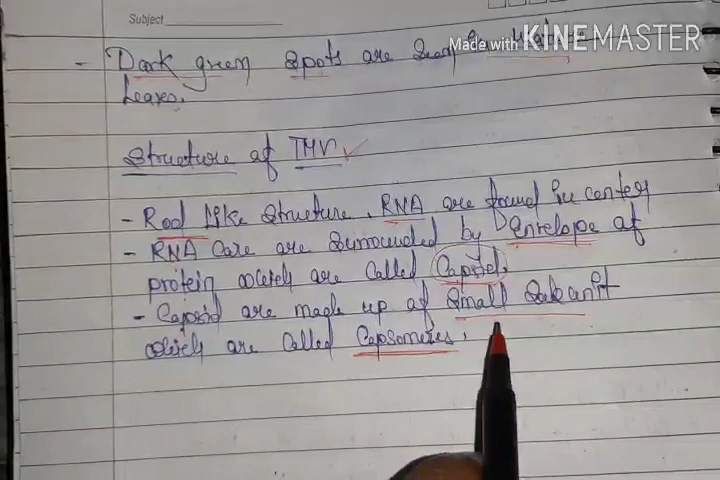 Subject
Made with KINEMASTER
- Dark green spots are seen
Leaves.
Structure of TMV
- Rod Like Structure, RNA are found in center
- RNA Core are surrounded by Envelope of
protein which are called Capsid.
- Capsid are made up of Small Subunit
which are called Capsomeres.